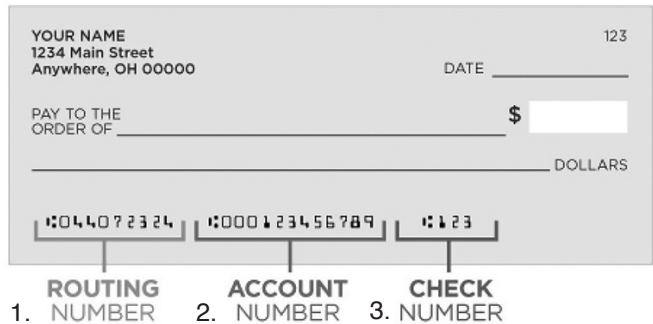 YOUR NAME 123
1234 Main Street
Anywhere, OH 00000
DATE
PAY TO THE
ORDER OF $
DOLLARS
⑆044072324 ⑆000123456789 ⑆123
ROUTING ACCOUNT CHECK
1. NUMBER 2. NUMBER 3. NUMBER